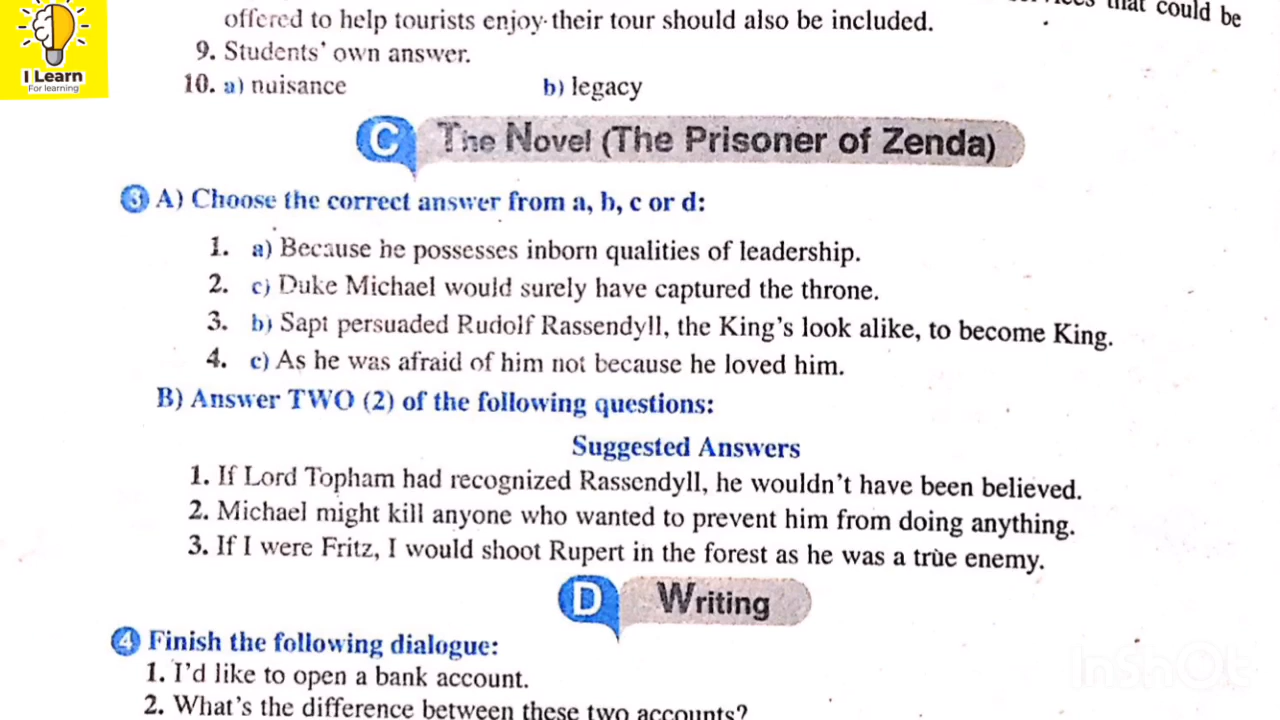 that could be
offered to help tourists enjoy their tour should also be included.
9. Students' own answer.
10. a) nuisance b) legacy
I Learn
For learning
C The Novel (The Prisoner of Zenda)
3 A) Choose the correct answer from a, b, c or d:
1. a) Because he possesses inborn qualities of leadership.
2. c) Duke Michael would surely have captured the throne.
3. b) Sapt persuaded Rudolf Rassendyll, the King's look alike, to become King.
4. c) As he was afraid of him not because he loved him.
B) Answer TWO (2) of the following questions:
Suggested Answers
1. If Lord Topham had recognized Rassendyll, he wouldn't have been believed.
2. Michael might kill anyone who wanted to prevent him from doing anything.
3. If I were Fritz, I would shoot Rupert in the forest as he was a true enemy.
D Writing
4 Finish the following dialogue:
1. I'd like to open a bank account.
2. What's the difference between these two accounts?
InShOt